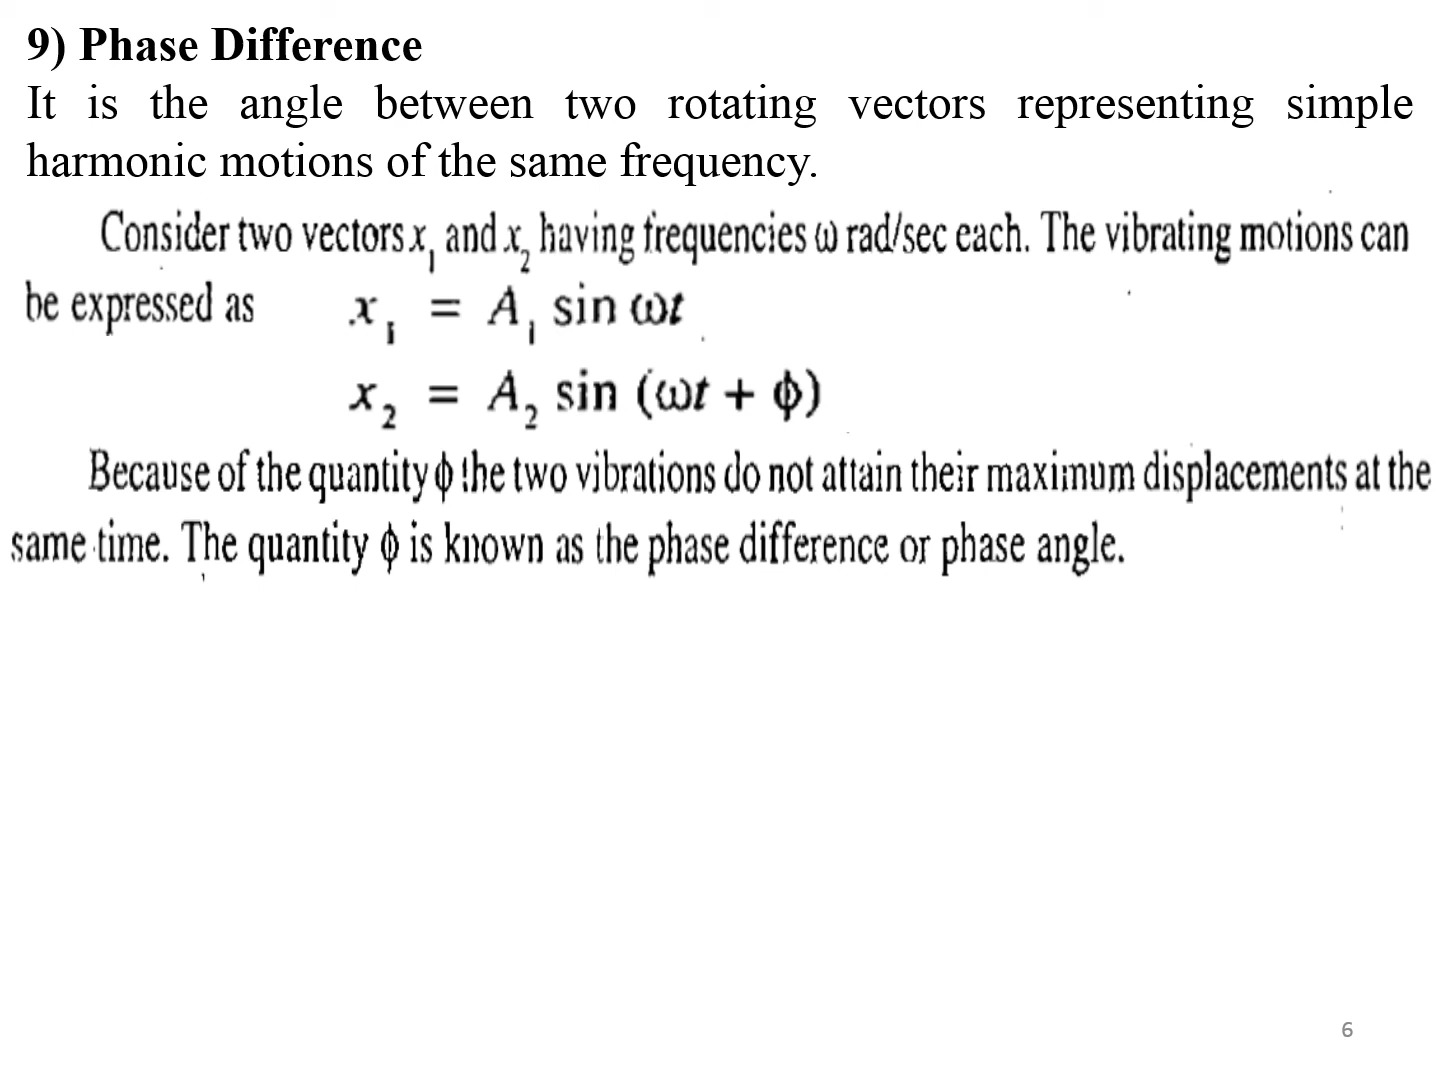 9) Phase Difference
It is the angle between two rotating vectors representing simple
harmonic motions of the same frequency.
Consider two vectors x₁ and x₂ having frequencies ω rad/sec each. The vibrating motions can
be expressed as x₁ = A₁ sin ωt
x₂ = A₂ sin (ωt + ϕ)
Because of the quantity ϕ the two vibrations do not attain their maximum displacements at the
same time. The quantity ϕ is known as the phase difference or phase angle.
6